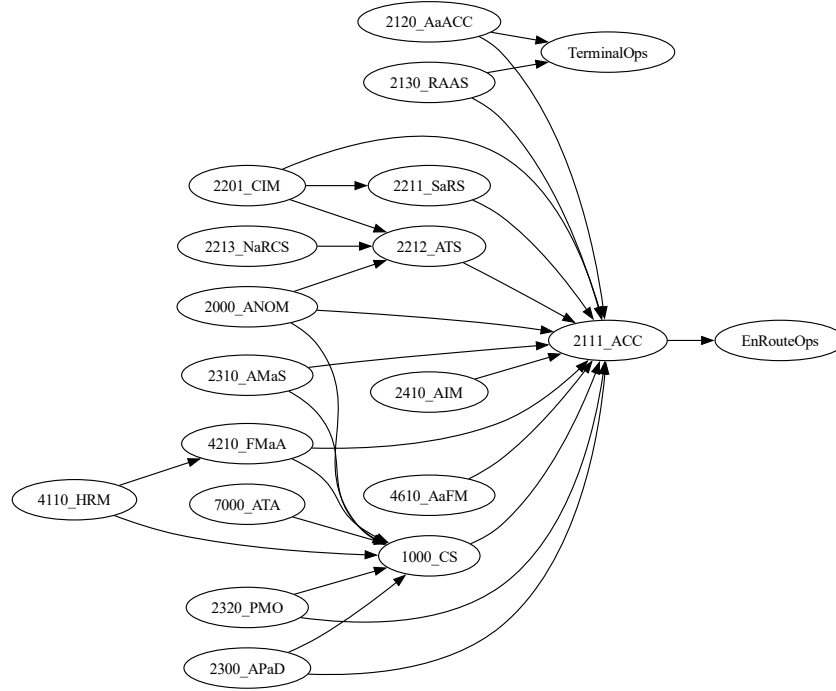 2120_AaACC
TerminalOps
2130_RAAS
2201_CIM
2211_SaRS
2213_NaRCS
2212_ATS
2000_ANOM
2111_ACC
EnRouteOps
2310_AMaS
2410_AIM
4210_FMaA
4110_HRM
4610_AaFM
7000_ATA
1000_CS
2320_PMO
2300_APaD